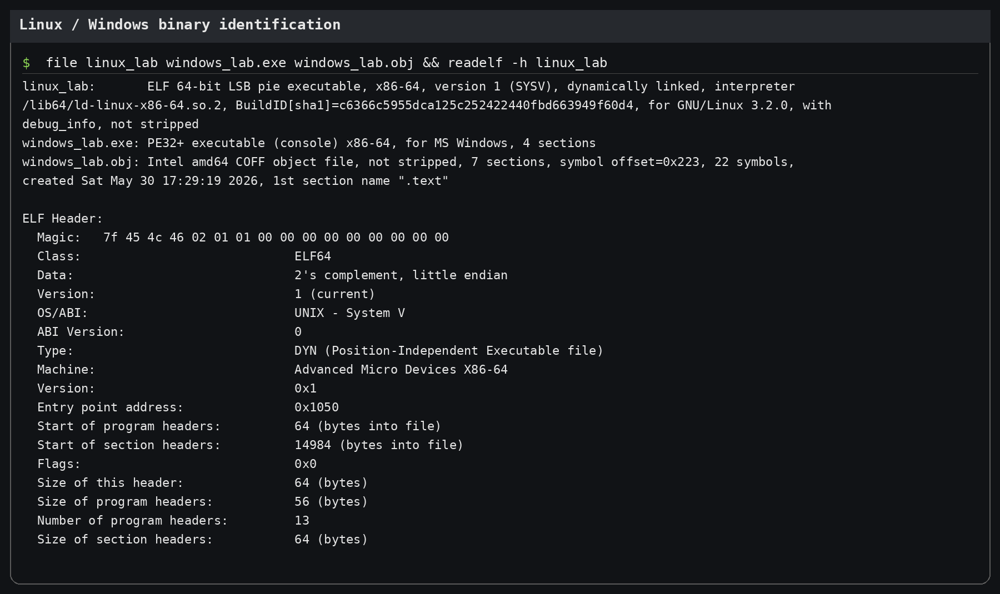 Linux / Windows binary identification
$  file linux_lab windows_lab.exe windows_lab.obj && readelf -h linux_lab
linux_lab:       ELF 64-bit LSB pie executable, x86-64, version 1 (SYSV), dynamically linked, interpreter
/lib64/ld-linux-x86-64.so.2, BuildID[sha1]=c6366c5955dca125c252422440fbd663949f60d4, for GNU/Linux 3.2.0, with
debug_info, not stripped
windows_lab.exe: PE32+ executable (console) x86-64, for MS Windows, 4 sections
windows_lab.obj: Intel amd64 COFF object file, not stripped, 7 sections, symbol offset=0x223, 22 symbols,
created Sat May 30 17:29:19 2026, 1st section name ".text"
ELF Header:
  Magic:   7f 45 4c 46 02 01 01 00 00 00 00 00 00 00 00 00
  Class:                             ELF64
  Data:                              2's complement, little endian
  Version:                           1 (current)
  OS/ABI:                            UNIX - System V
  ABI Version:                       0
  Type:                              DYN (Position-Independent Executable file)
  Machine:                           Advanced Micro Devices X86-64
  Version:                           0x1
  Entry point address:               0x1050
  Start of program headers:          64 (bytes into file)
  Start of section headers:          14984 (bytes into file)
  Flags:                             0x0
  Size of this header:               64 (bytes)
  Size of program headers:           56 (bytes)
  Number of program headers:         13
  Size of section headers:           64 (bytes)